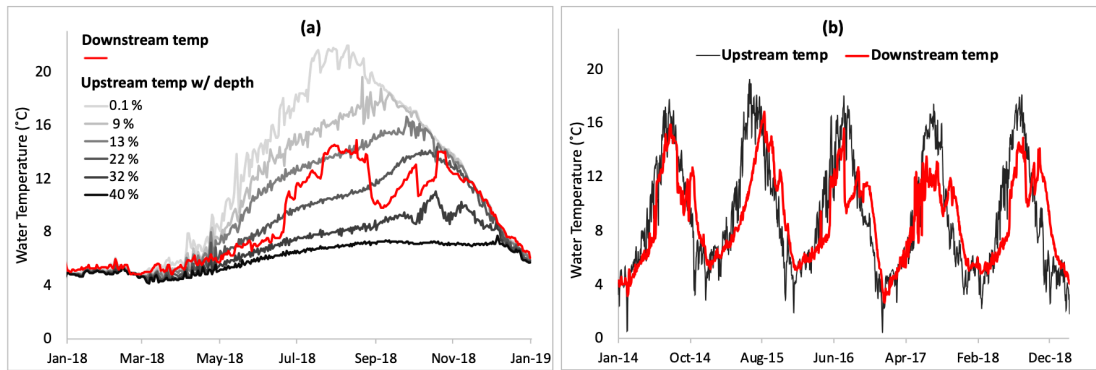 (a)
Downstream temp
Upstream temp w/ depth
0.1 %
9 %
13 %
22 %
32 %
40 %
Water Temperature (˚C)
20
16
12
8
4
0
Jan-18 Mar-18 May-18 Jul-18 Sep-18 Nov-18 Jan-19
(b)
Upstream temp Downstream temp
Water Temperature (˚C)
20
16
12
8
4
0
Jan-14 Oct-14 Aug-15 Jun-16 Apr-17 Feb-18 Dec-18